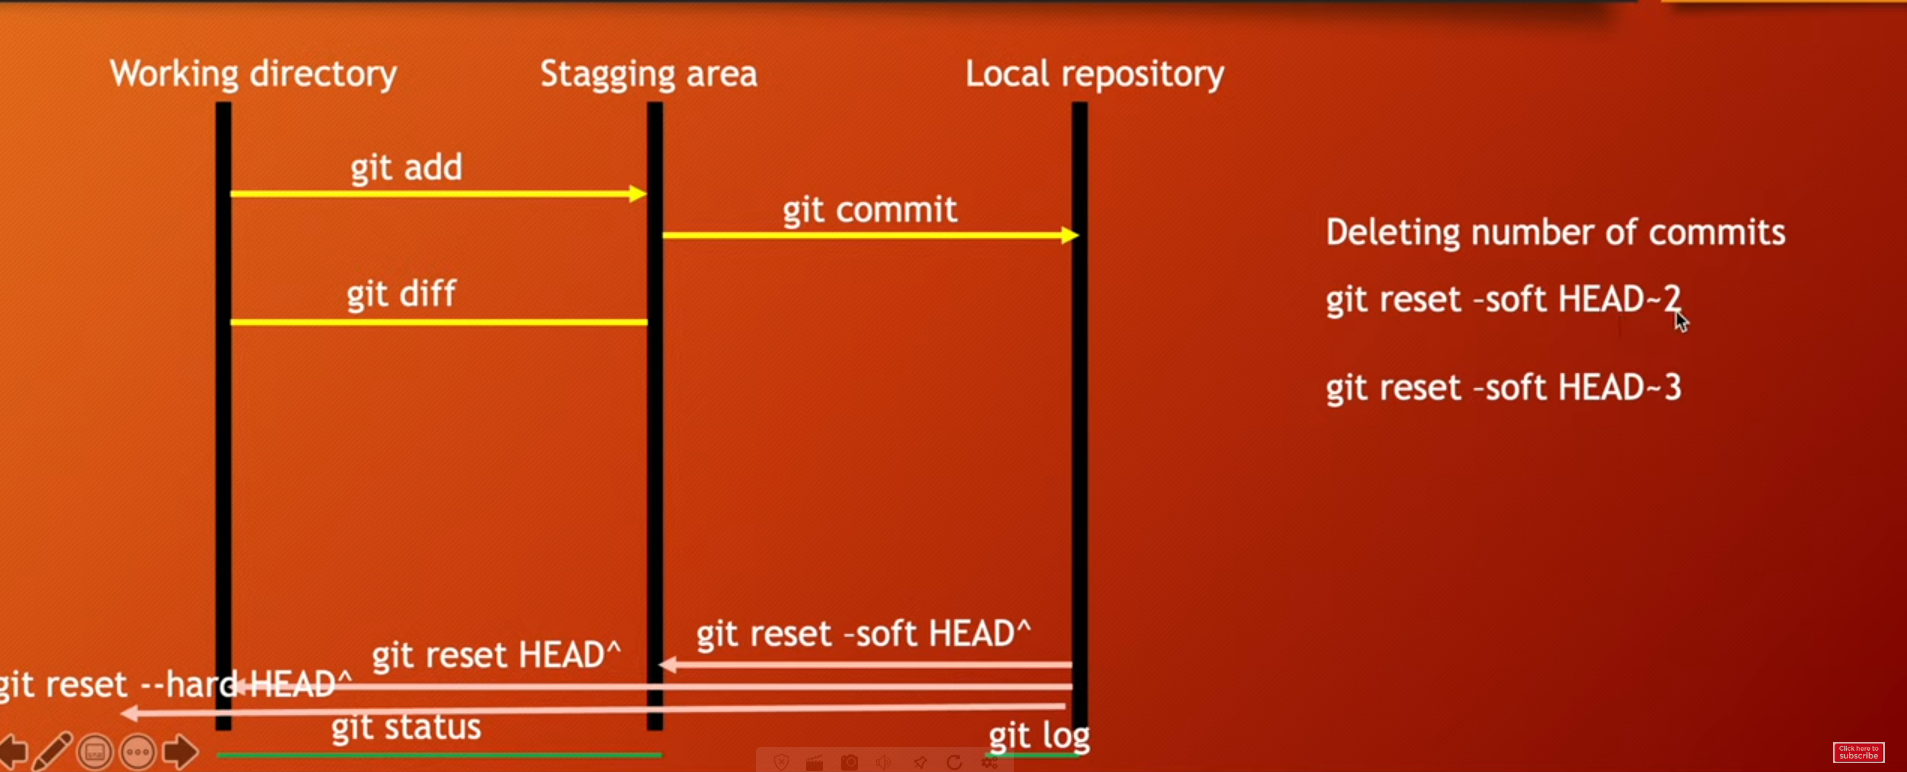 Working directory
Stagging area
Local repository
git add
git commit
git diff
Deleting number of commits
git reset –soft HEAD~2
git reset –soft HEAD~3
git reset –soft HEAD^
git reset HEAD^
git reset --hard HEAD^
git status
git log
Click here to
subscribe